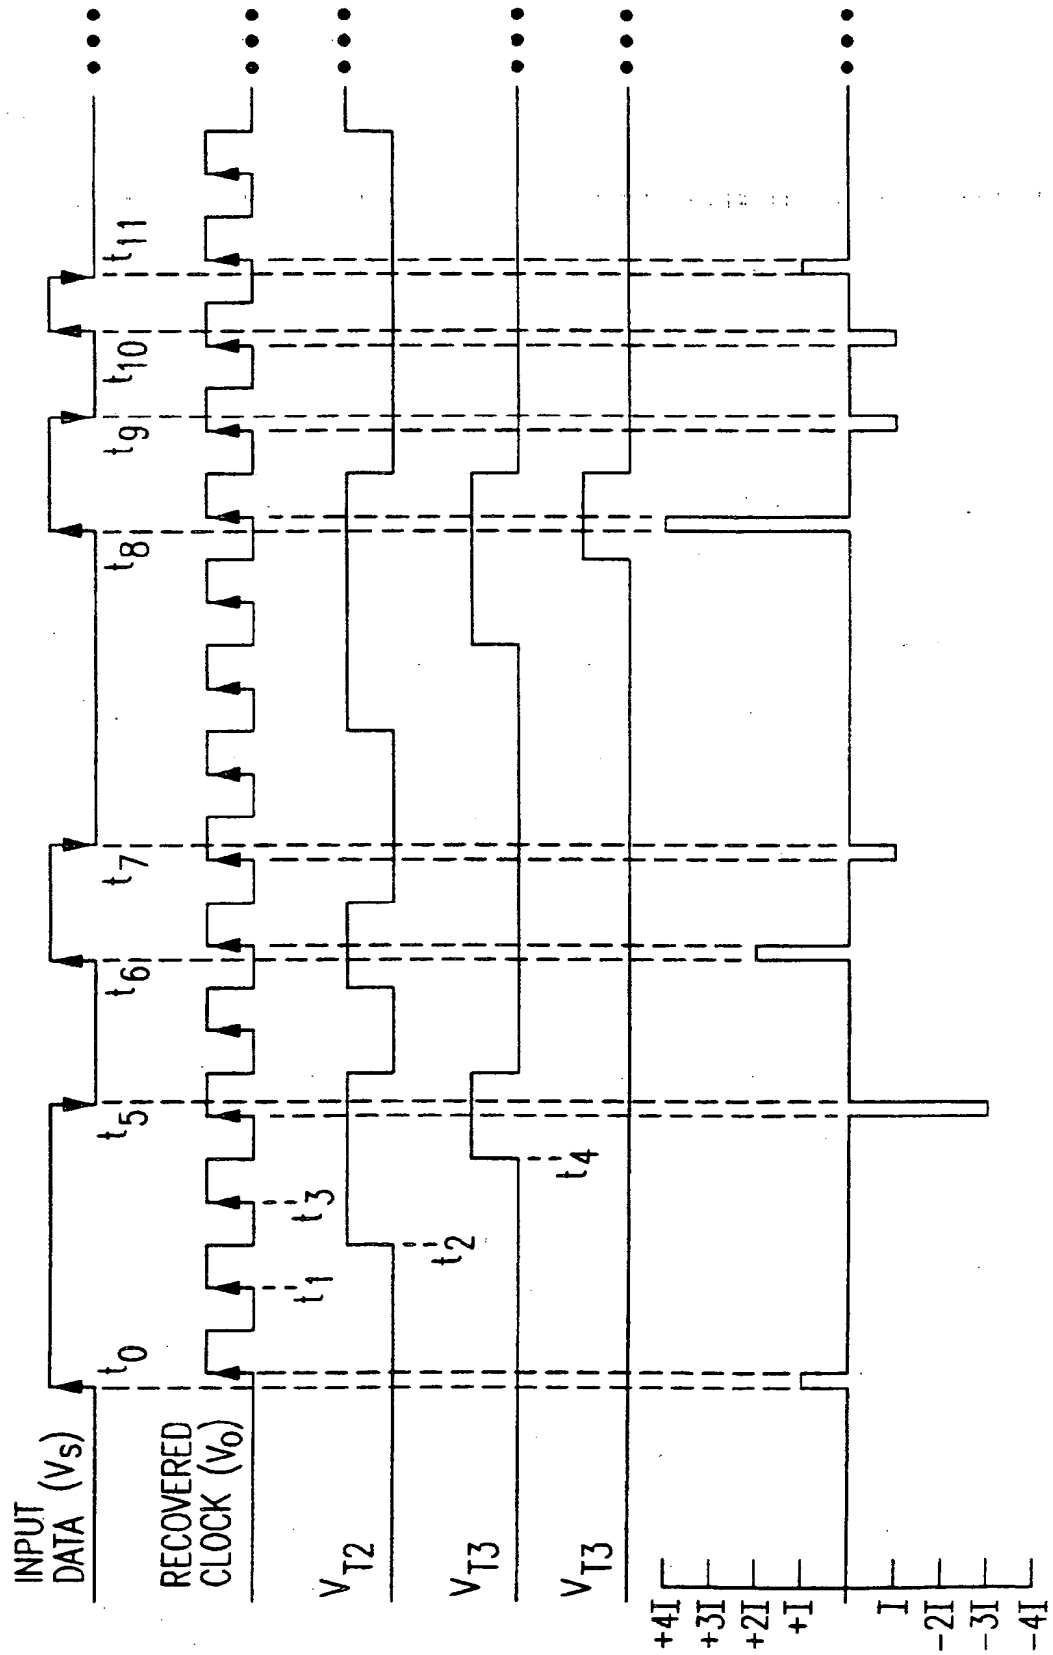 INPUT
DATA (VS)
t0
t5
t6
t7
t8
t9
t10
t11
RECOVERED
CLOCK (VO)
t1
t3
VT2
t2
VT3
t4
VT3
+4I
+3I
+2I
+I
I
-2I
-3I
-4I